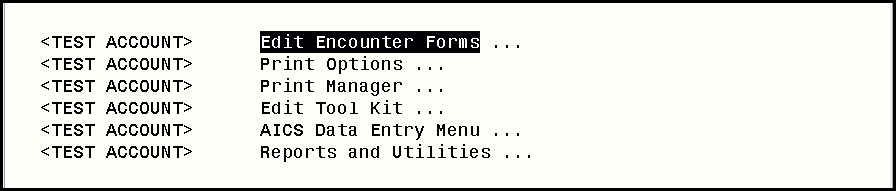 <TEST ACCOUNT> Edit Encounter Forms ...
<TEST ACCOUNT> Print Options ...
<TEST ACCOUNT> Print Manager ...
<TEST ACCOUNT> Edit Tool Kit ...
<TEST ACCOUNT> AICS Data Entry Menu ...
<TEST ACCOUNT> Reports and Utilities ...